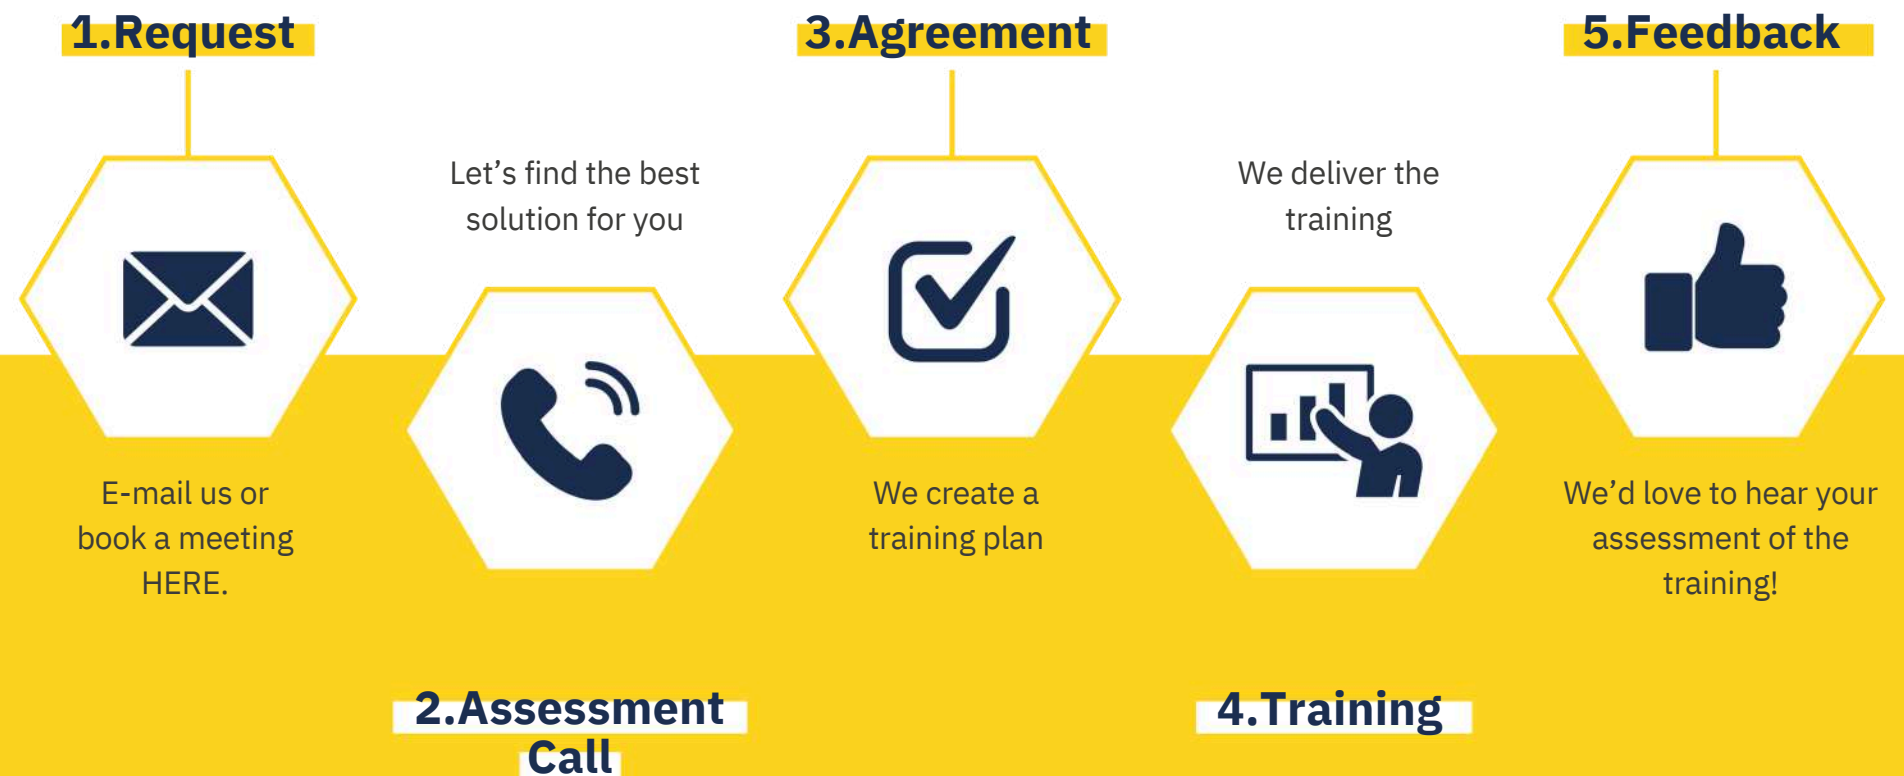 1.Request
E-mail us or
book a meeting
HERE.
Let’s find the best
solution for you
2.Assessment
Call
3.Agreement
We create a
training plan
We deliver the
training
4.Training
5.Feedback
We’d love to hear your
assessment of the
training!